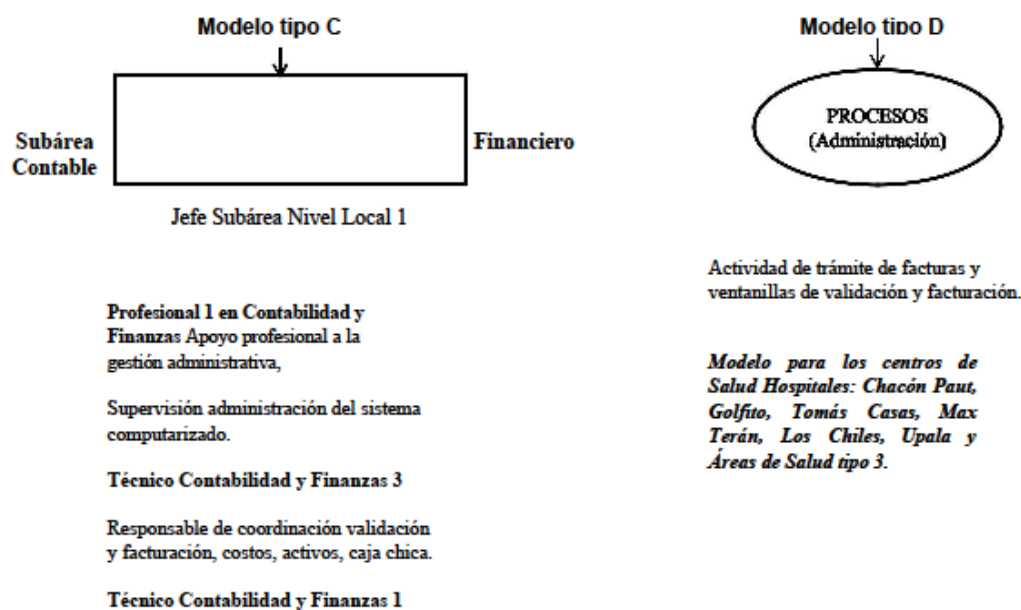 Modelo tipo C
Subárea
Contable
Financiero
Jefe Subárea Nivel Local 1
Profesional 1 en Contabilidad y
Finanzas Apoyo profesional a la
gestión administrativa,
Supervisión administración del sistema
computarizado.
Técnico Contabilidad y Finanzas 3
Responsable de coordinación validación
y facturación, costos, activos, caja chica.
Técnico Contabilidad y Finanzas 1
Modelo tipo D
PROCESOS
(Administración)
Actividad de trámite de facturas y
ventanillas de validación y facturación.
Modelo para los centros de
Salud Hospitales: Chacón Paut,
Golfito, Tomás Casas, Max
Terán, Los Chiles, Upala y
Áreas de Salud tipo 3.